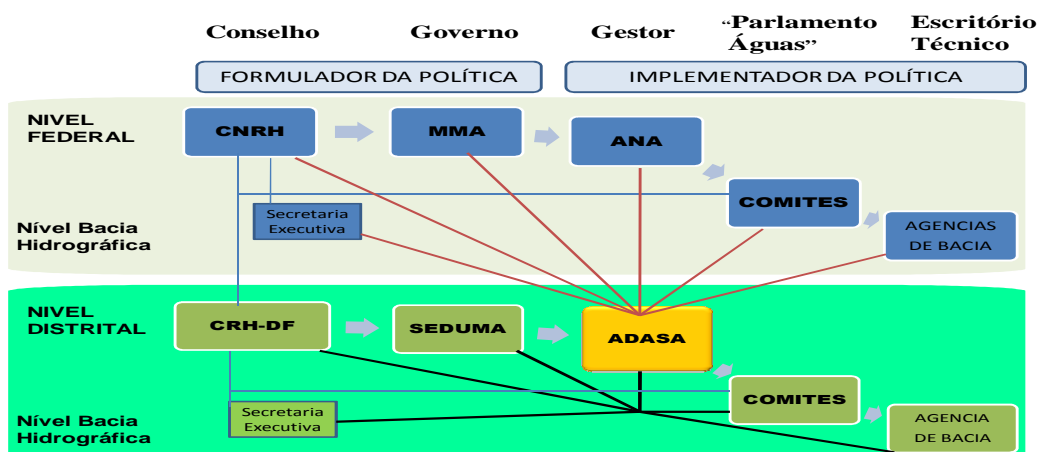 Conselho Governo Gestor “Parlamento Escritório
Águas” Técnico
FORMULADOR DA POLÍTICA IMPLEMENTADOR DA POLÍTICA
NIVEL
FEDERAL
CNRH MMA ANA
COMITES
Secretaria
Executiva
Nível Bacia
Hidrográfica
AGENCIAS
DE BACIA
NIVEL
DISTRITAL
CRH-DF SEDUMA ADASA
COMITES
Secretaria
Executiva
Nível Bacia
Hidrográfica
AGENCIA
DE BACIA